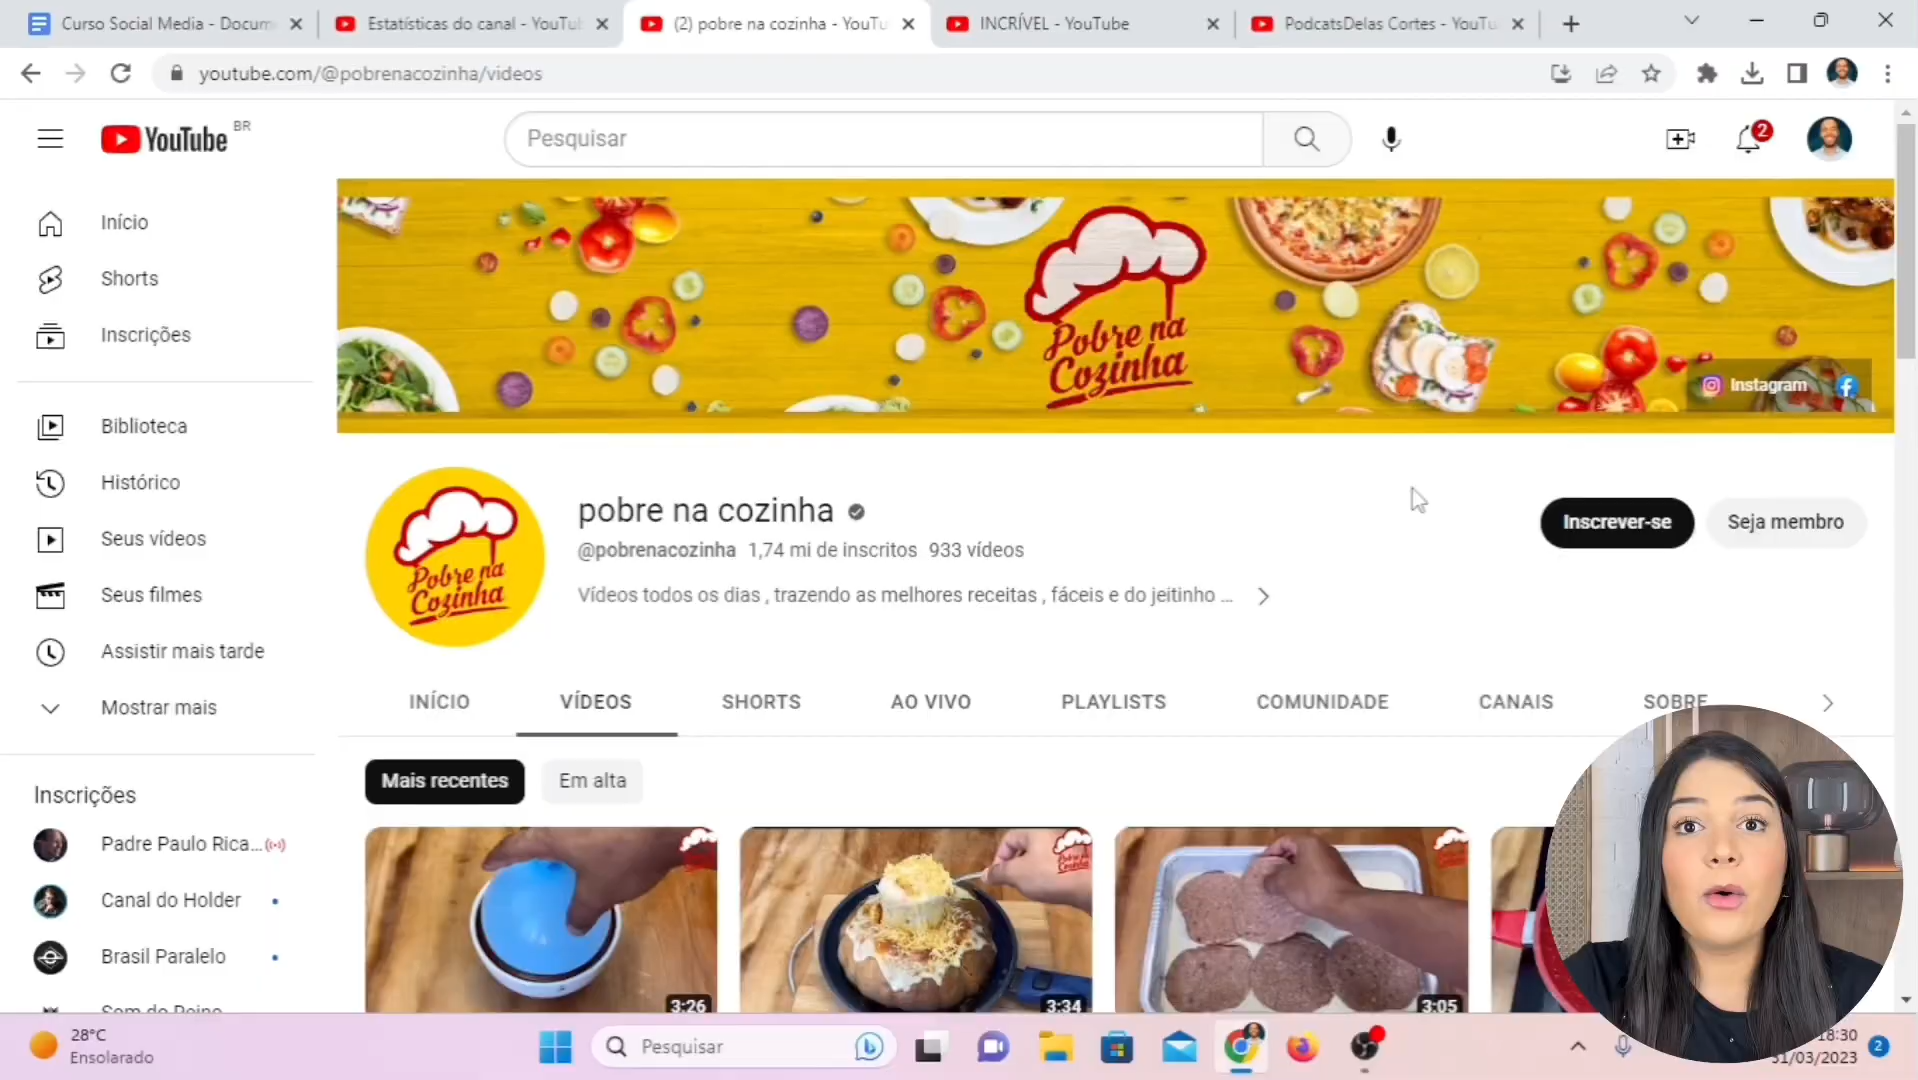 Curso Social Media - Docum
Estatísticas do canal - YouTu
(2) pobre na cozinha - YouTu
INCRÍVEL - YouTube
PodcatsDelas Cortes - YouTu
youtube.com/@pobrenacozinha/videos
YouTube BR
Pesquisar
2
Início
Shorts
Inscrições
Biblioteca
Histórico
Seus vídeos
Seus filmes
Assistir mais tarde
Mostrar mais
Inscrições
Padre Paulo Rica...
Canal do Holder
Brasil Paralelo
Som do Reino
Pobre na
Cozinha
Instagram
Pobre na
Cozinha
pobre na cozinha
@pobrenacozinha 1,74 mi de inscritos 933 vídeos
Vídeos todos os dias , trazendo as melhores receitas , fáceis e do jeitinho ...
Inscrever-se
Seja membro
INÍCIO
VÍDEOS
SHORTS
AO VIVO
PLAYLISTS
COMUNIDADE
CANAIS
SOBRE
Mais recentes
Em alta
3:26
3:34
3:05
28°C
Ensolarado
Pesquisar
18:30
31/03/2023
2